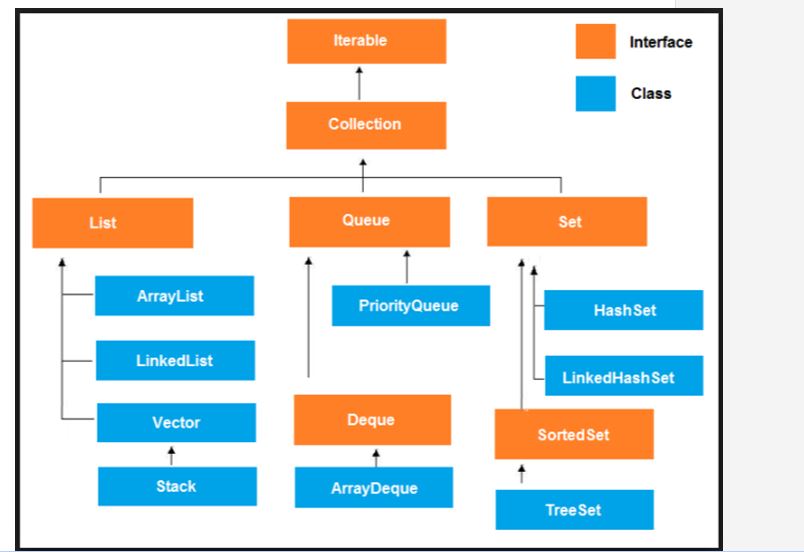 Iterable
Interface
Class
Collection
List
Queue
Set
ArrayList
PriorityQueue
HashSet
LinkedList
LinkedHashSet
Vector
Deque
SortedSet
Stack
ArrayDeque
TreeSet